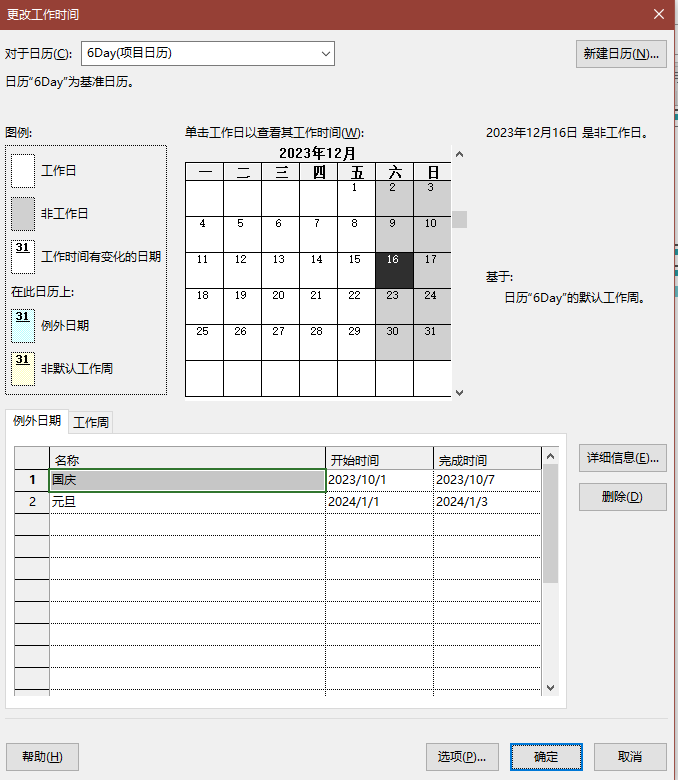 更改工作时间
对于日历(C): 6Day(项目日历) 新建日历(N)...
日历“6Day”为基准日历。
图例:
工作日
非工作日
31 工作时间有变化的日期
在此日历上:
31 例外日期
31 非默认工作周
单击工作日以查看其工作时间(W):
2023年12月
一 二 三 四 五 六 日
1 2 3
4 5 6 7 8 9 10
11 12 13 14 15 16 17
18 19 20 21 22 23 24
25 26 27 28 29 30 31
2023年12月16日 是非工作日。
基于:
日历“6Day”的默认工作周。
例外日期 工作周
名称 开始时间 完成时间
1 国庆 2023/10/1 2023/10/7
2 元旦 2024/1/1 2024/1/3
详细信息(E)...
删除(D)
帮助(H) 选项(P)... 确定 取消